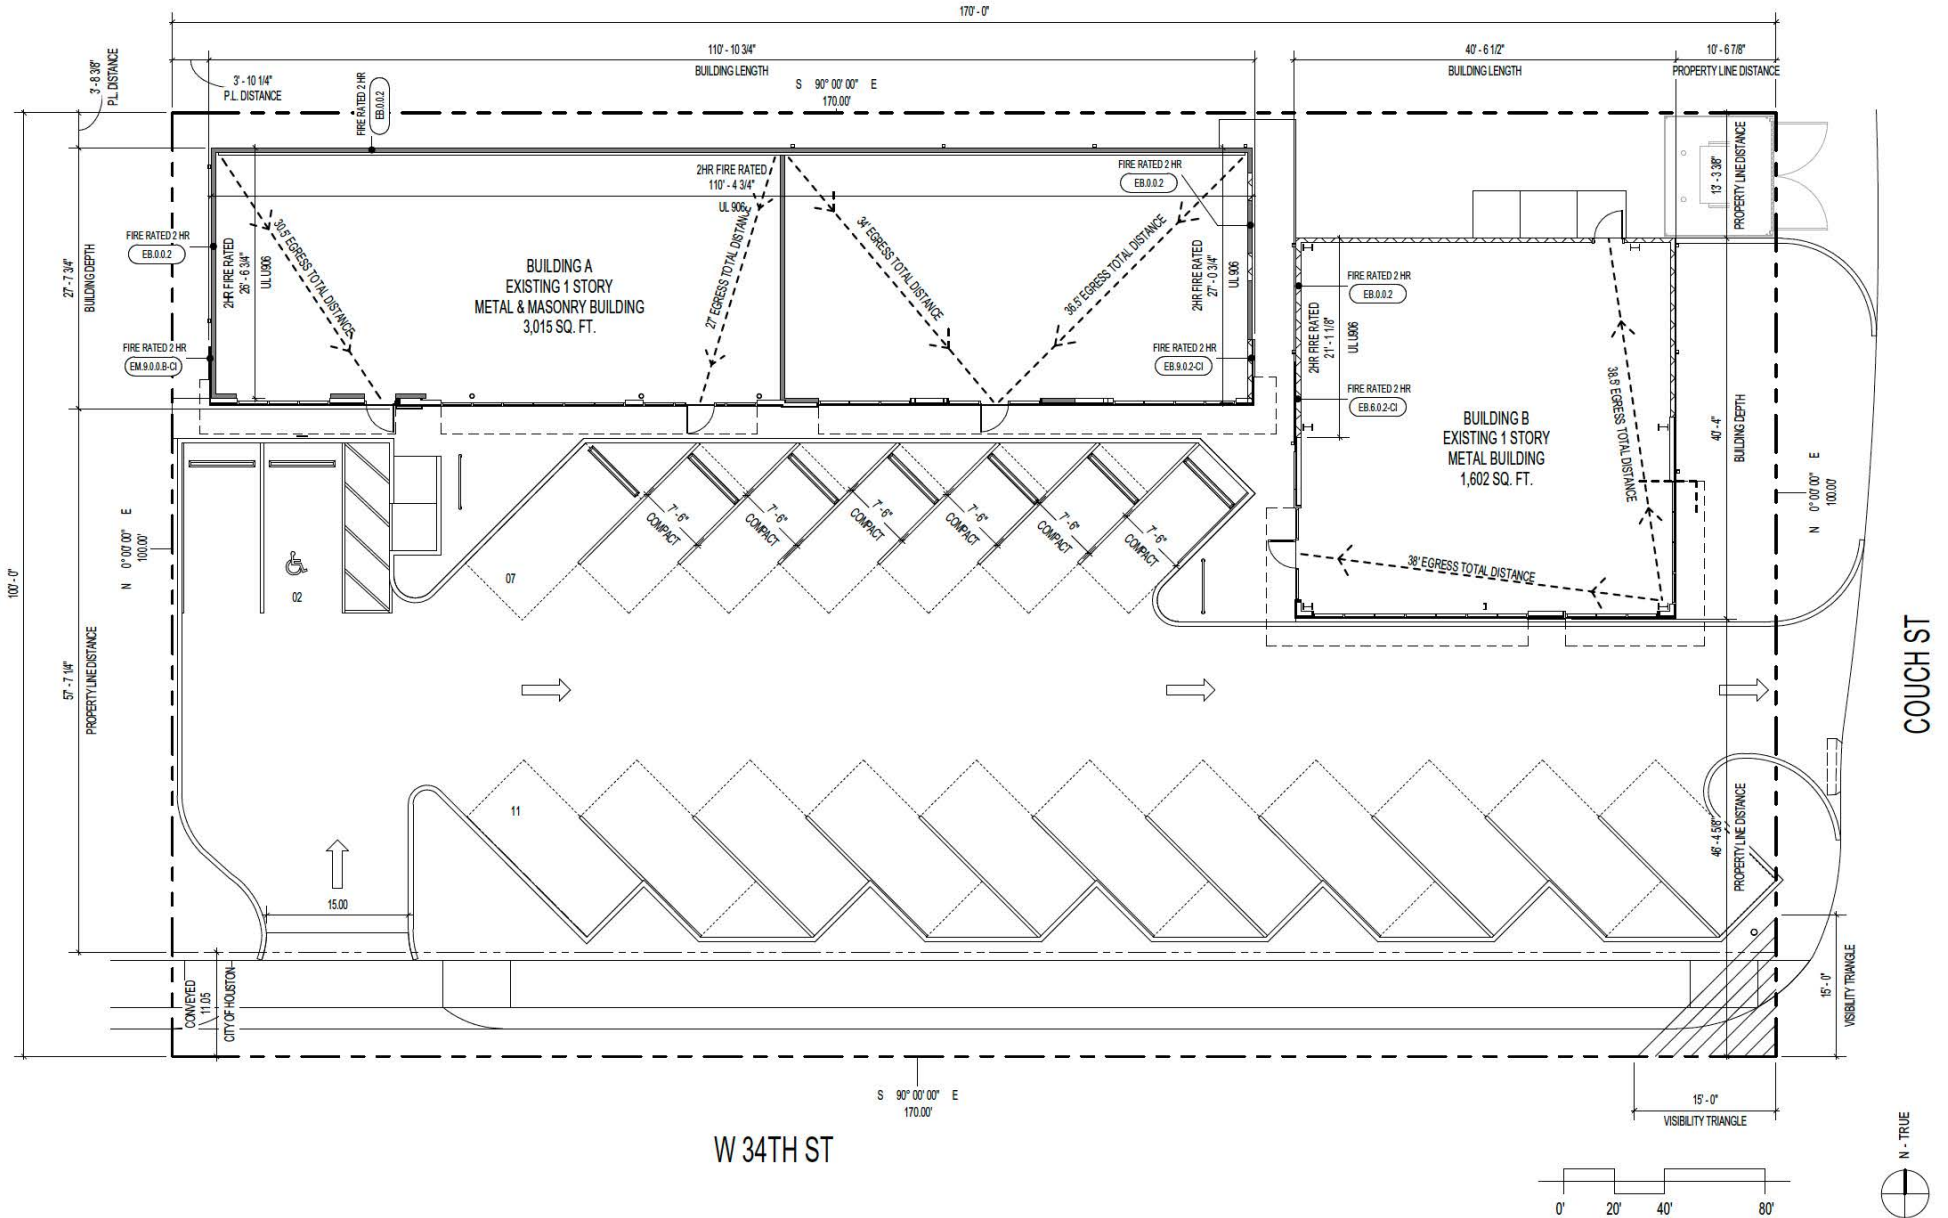 170' - 0"
110' - 10 3/4"
BUILDING LENGTH
40' - 6 1/2"
BUILDING LENGTH
10' - 6 7/8"
PROPERTY LINE DISTANCE
3' - 8 3/8"
P.L. DISTANCE
3' - 10 1/4"
P.L. DISTANCE
S 90° 00' 00" E
170.00'
FIRE RATED 2 HR
EB.0.0.2
2HR FIRE RATED
110' - 4 3/4"
UL 906
FIRE RATED 2 HR
EB.0.0.2
13' - 3 3/8"
PROPERTY LINE DISTANCE
27' - 7 3/4"
BUILDING DEPTH
FIRE RATED 2 HR
EB.0.0.2
2HR FIRE RATED
26' - 6 3/4"
UL U906
30.5' EGRESS TOTAL DISTANCE
BUILDING A
EXISTING 1 STORY
METAL & MASONRY BUILDING
3,015 SQ. FT.
27' EGRESS TOTAL DISTANCE
34' EGRESS TOTAL DISTANCE
36.5' EGRESS TOTAL DISTANCE
2HR FIRE RATED
27' - 0 3/4"
UL 906
FIRE RATED 2 HR
EB.0.0.2
2HR FIRE RATED
21' - 1 1/8"
UL U906
FIRE RATED 2 HR
EM.9.0.0.B-CI
FIRE RATED 2 HR
EB.9.0.2-CI
FIRE RATED 2 HR
EB.6.0.2-CI
38.5' EGRESS TOTAL DISTANCE
BUILDING B
EXISTING 1 STORY
METAL BUILDING
1,602 SQ. FT.
40' - 4"
BUILDING DEPTH
N 0° 00' 00" E
100.00'
38' EGRESS TOTAL DISTANCE
100' - 0"
N 0° 00' 00" E
100.00'
02
07
7' - 6"
COMPACT
7' - 6"
COMPACT
7' - 6"
COMPACT
7' - 6"
COMPACT
7' - 6"
COMPACT
7' - 6"
COMPACT
57' - 7 1/4"
PROPERTY LINE DISTANCE
COUCH ST
11
46' - 4 5/8"
PROPERTY LINE DISTANCE
15.00
CONVEYED
11.05
CITY OF HOUSTON
15' - 0"
VISIBILITY TRIANGLE
S 90° 00' 00" E
170.00'
15' - 0"
VISIBILITY TRIANGLE
W 34TH ST
N - TRUE
0' 20' 40' 80'